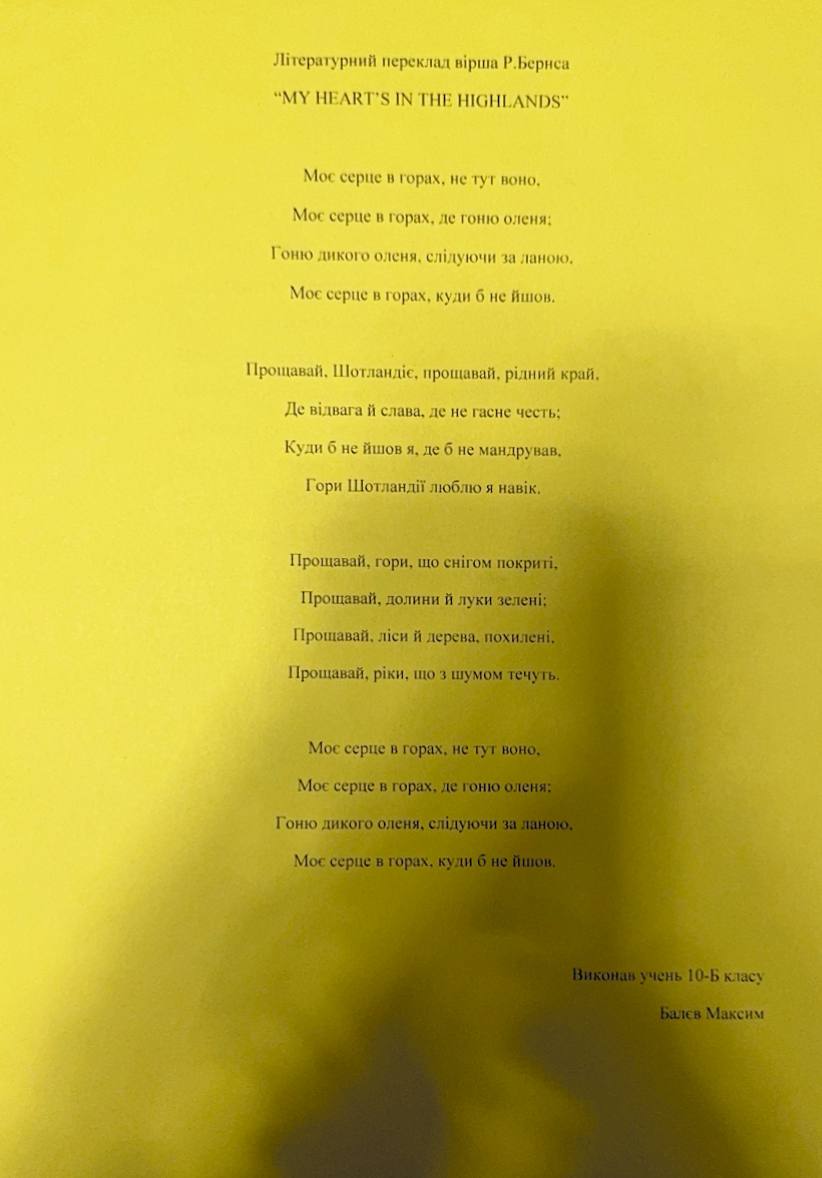 Літературний переклад вірша Р.Бернса
“MY HEART’S IN THE HIGHLANDS”
Моє серце в горах, не тут воно,
Моє серце в горах, де гоню оленя;
Гоню дикого оленя, слідуючи за ланою,
Моє серце в горах, куди б не йшов.
Прощавай, Шотландіє, прощавай, рідний край,
Де відвага й слава, де не гасне честь;
Куди б не йшов я, де б не мандрував,
Гори Шотландії люблю я навік.
Прощавай, гори, що снігом покриті,
Прощавай, долини й луки зелені;
Прощавай, ліси й дерева, похилені,
Прощавай, ріки, що з шумом течуть.
Моє серце в горах, не тут воно,
Моє серце в горах, де гоню оленя;
Гоню дикого оленя, слідуючи за ланою,
Моє серце в горах, куди б не йшов.
Виконав учень 10-Б класу
Балєв Максим